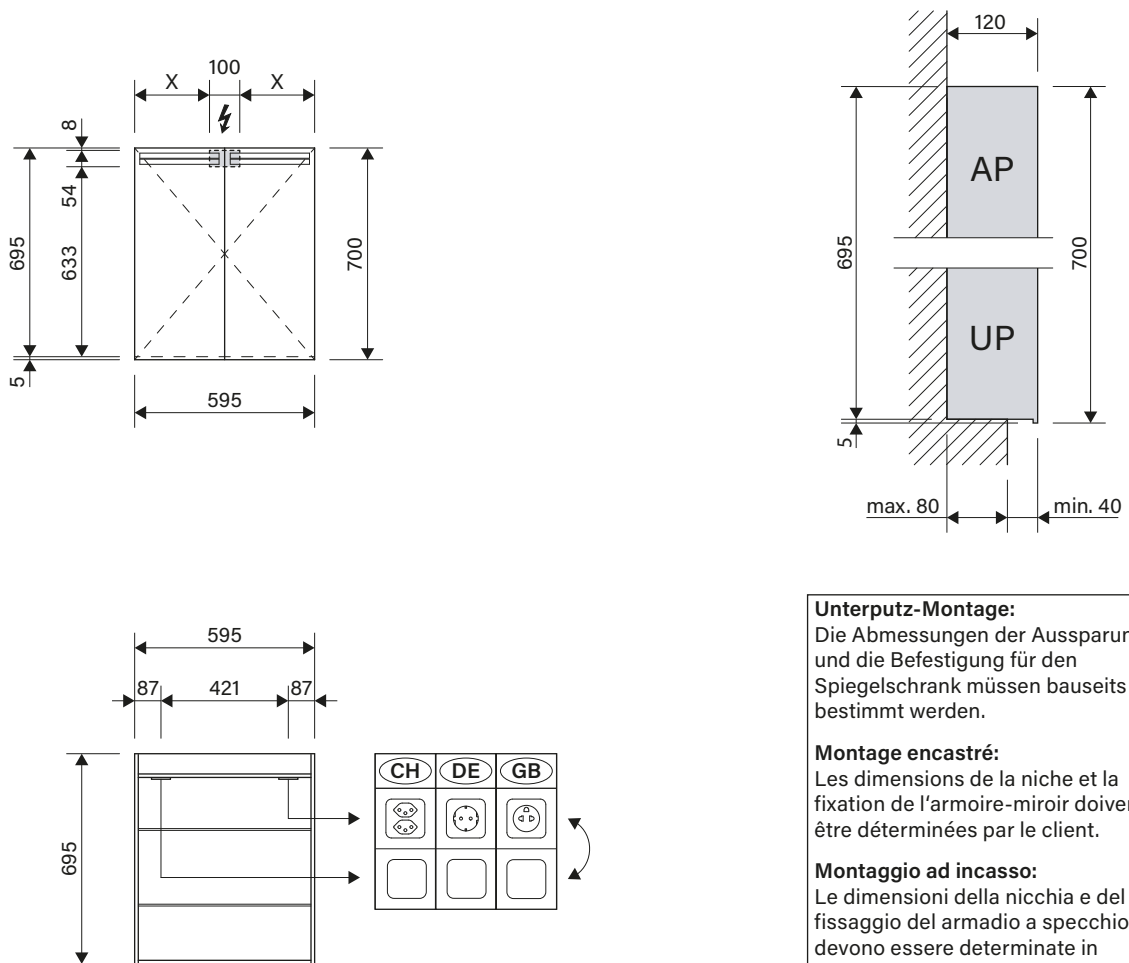 100
X X
8
54
695
633
700
5
595
120
AP
695
700
UP
5
max. 80
min. 40
595
87 421 87
695
CH DE GB
Unterputz-Montage:
Die Abmessungen der
und die Befestigung für den
Spiegelschrank müssen bauseits
bestimmt werden.
Montage encastré:
Les dimensions de la niche et la
fixation de l‘armoire-miroir
être déterminées par le client.
Montaggio ad incasso:
Le dimensioni della nicchia e del
fissaggio del armadio a specchio
devono essere determinate in